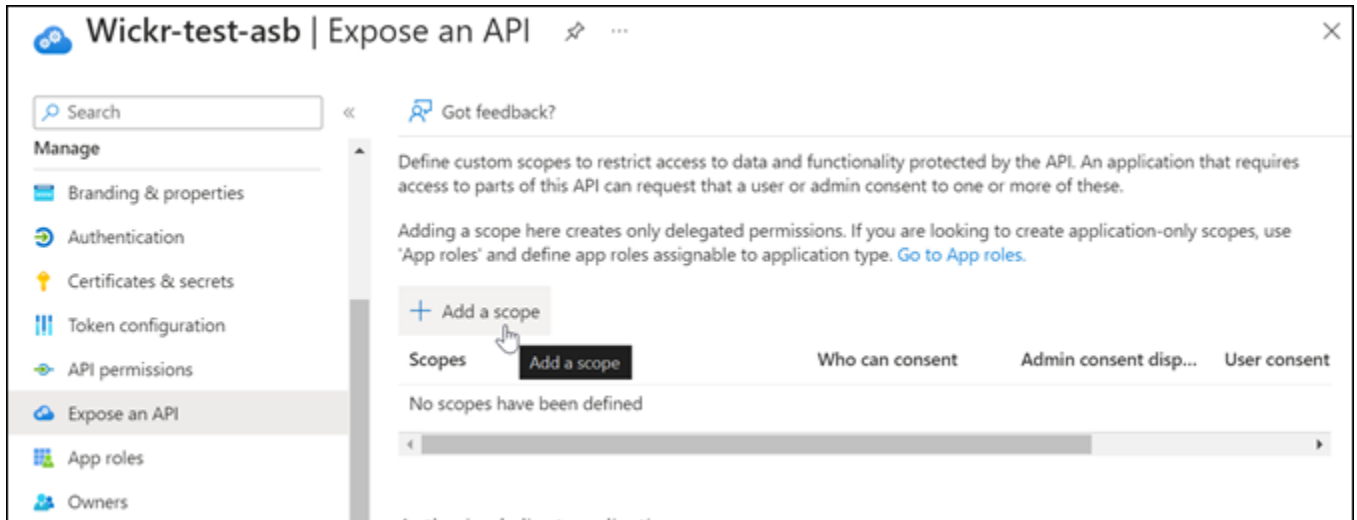 Wickr-test-asb | Expose an API
Search
Got feedback?
Manage
Branding & properties
Authentication
Certificates & secrets
Token configuration
API permissions
Expose an API
App roles
Owners
Define custom scopes to restrict access to data and functionality protected by the API. An application that requires
access to parts of this API can request that a user or admin consent to one or more of these.
Adding a scope here creates only delegated permissions. If you are looking to create application-only scopes, use
'App roles' and define app roles assignable to application type. Go to App roles.
Add a scope
Scopes
Add a scope
Who can consent
Admin consent disp...
User consent
No scopes have been defined